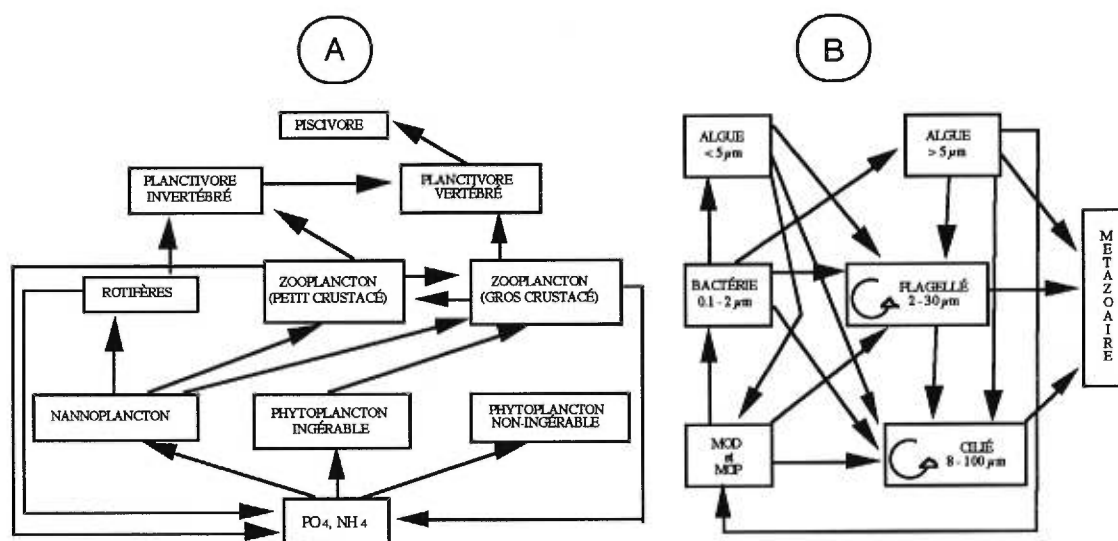 A
PISCIVORE
PLANCTIVORE
INVERTÉBRÉ
PLANCTIVORE
VERTÉBRÉ
ROTIFÈRES
ZOOPLANCTON
(PETIT CRUSTACÉ)
ZOOPLANCTON
(GROS CRUSTACÉ)
NANNOPLANCTON
PHYTOPLANCTON
INGÉRABLE
PHYTOPLANCTON
NON-INGÉRABLE
PO4, NH4
B
ALGUE
< 5 µm
ALGUE
> 5 µm
BACTÉRIE
0.1 - 2 µm
FLAGELLÉ
2 - 30 µm
METAZOAIRE
MOD
et
MOP
CILIÉ
8 - 100 µm